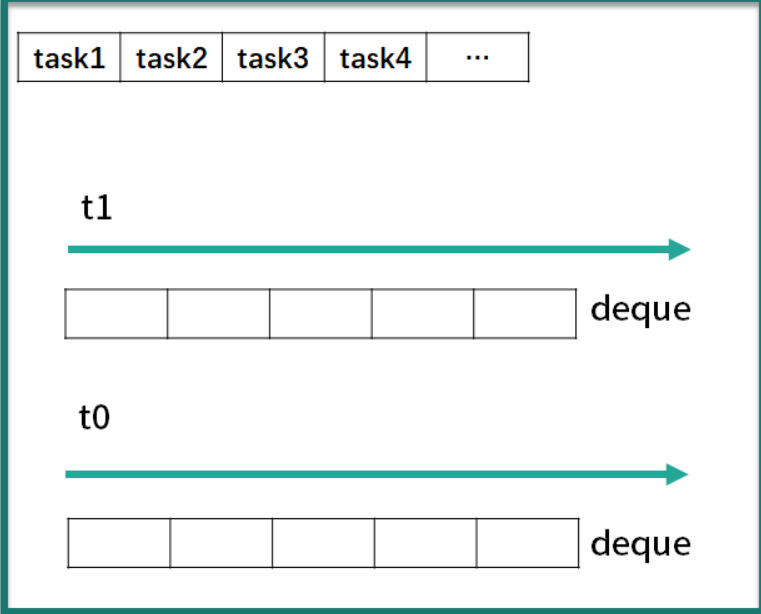 task1 task2 task3 task4 ...
t1
deque
t0
deque